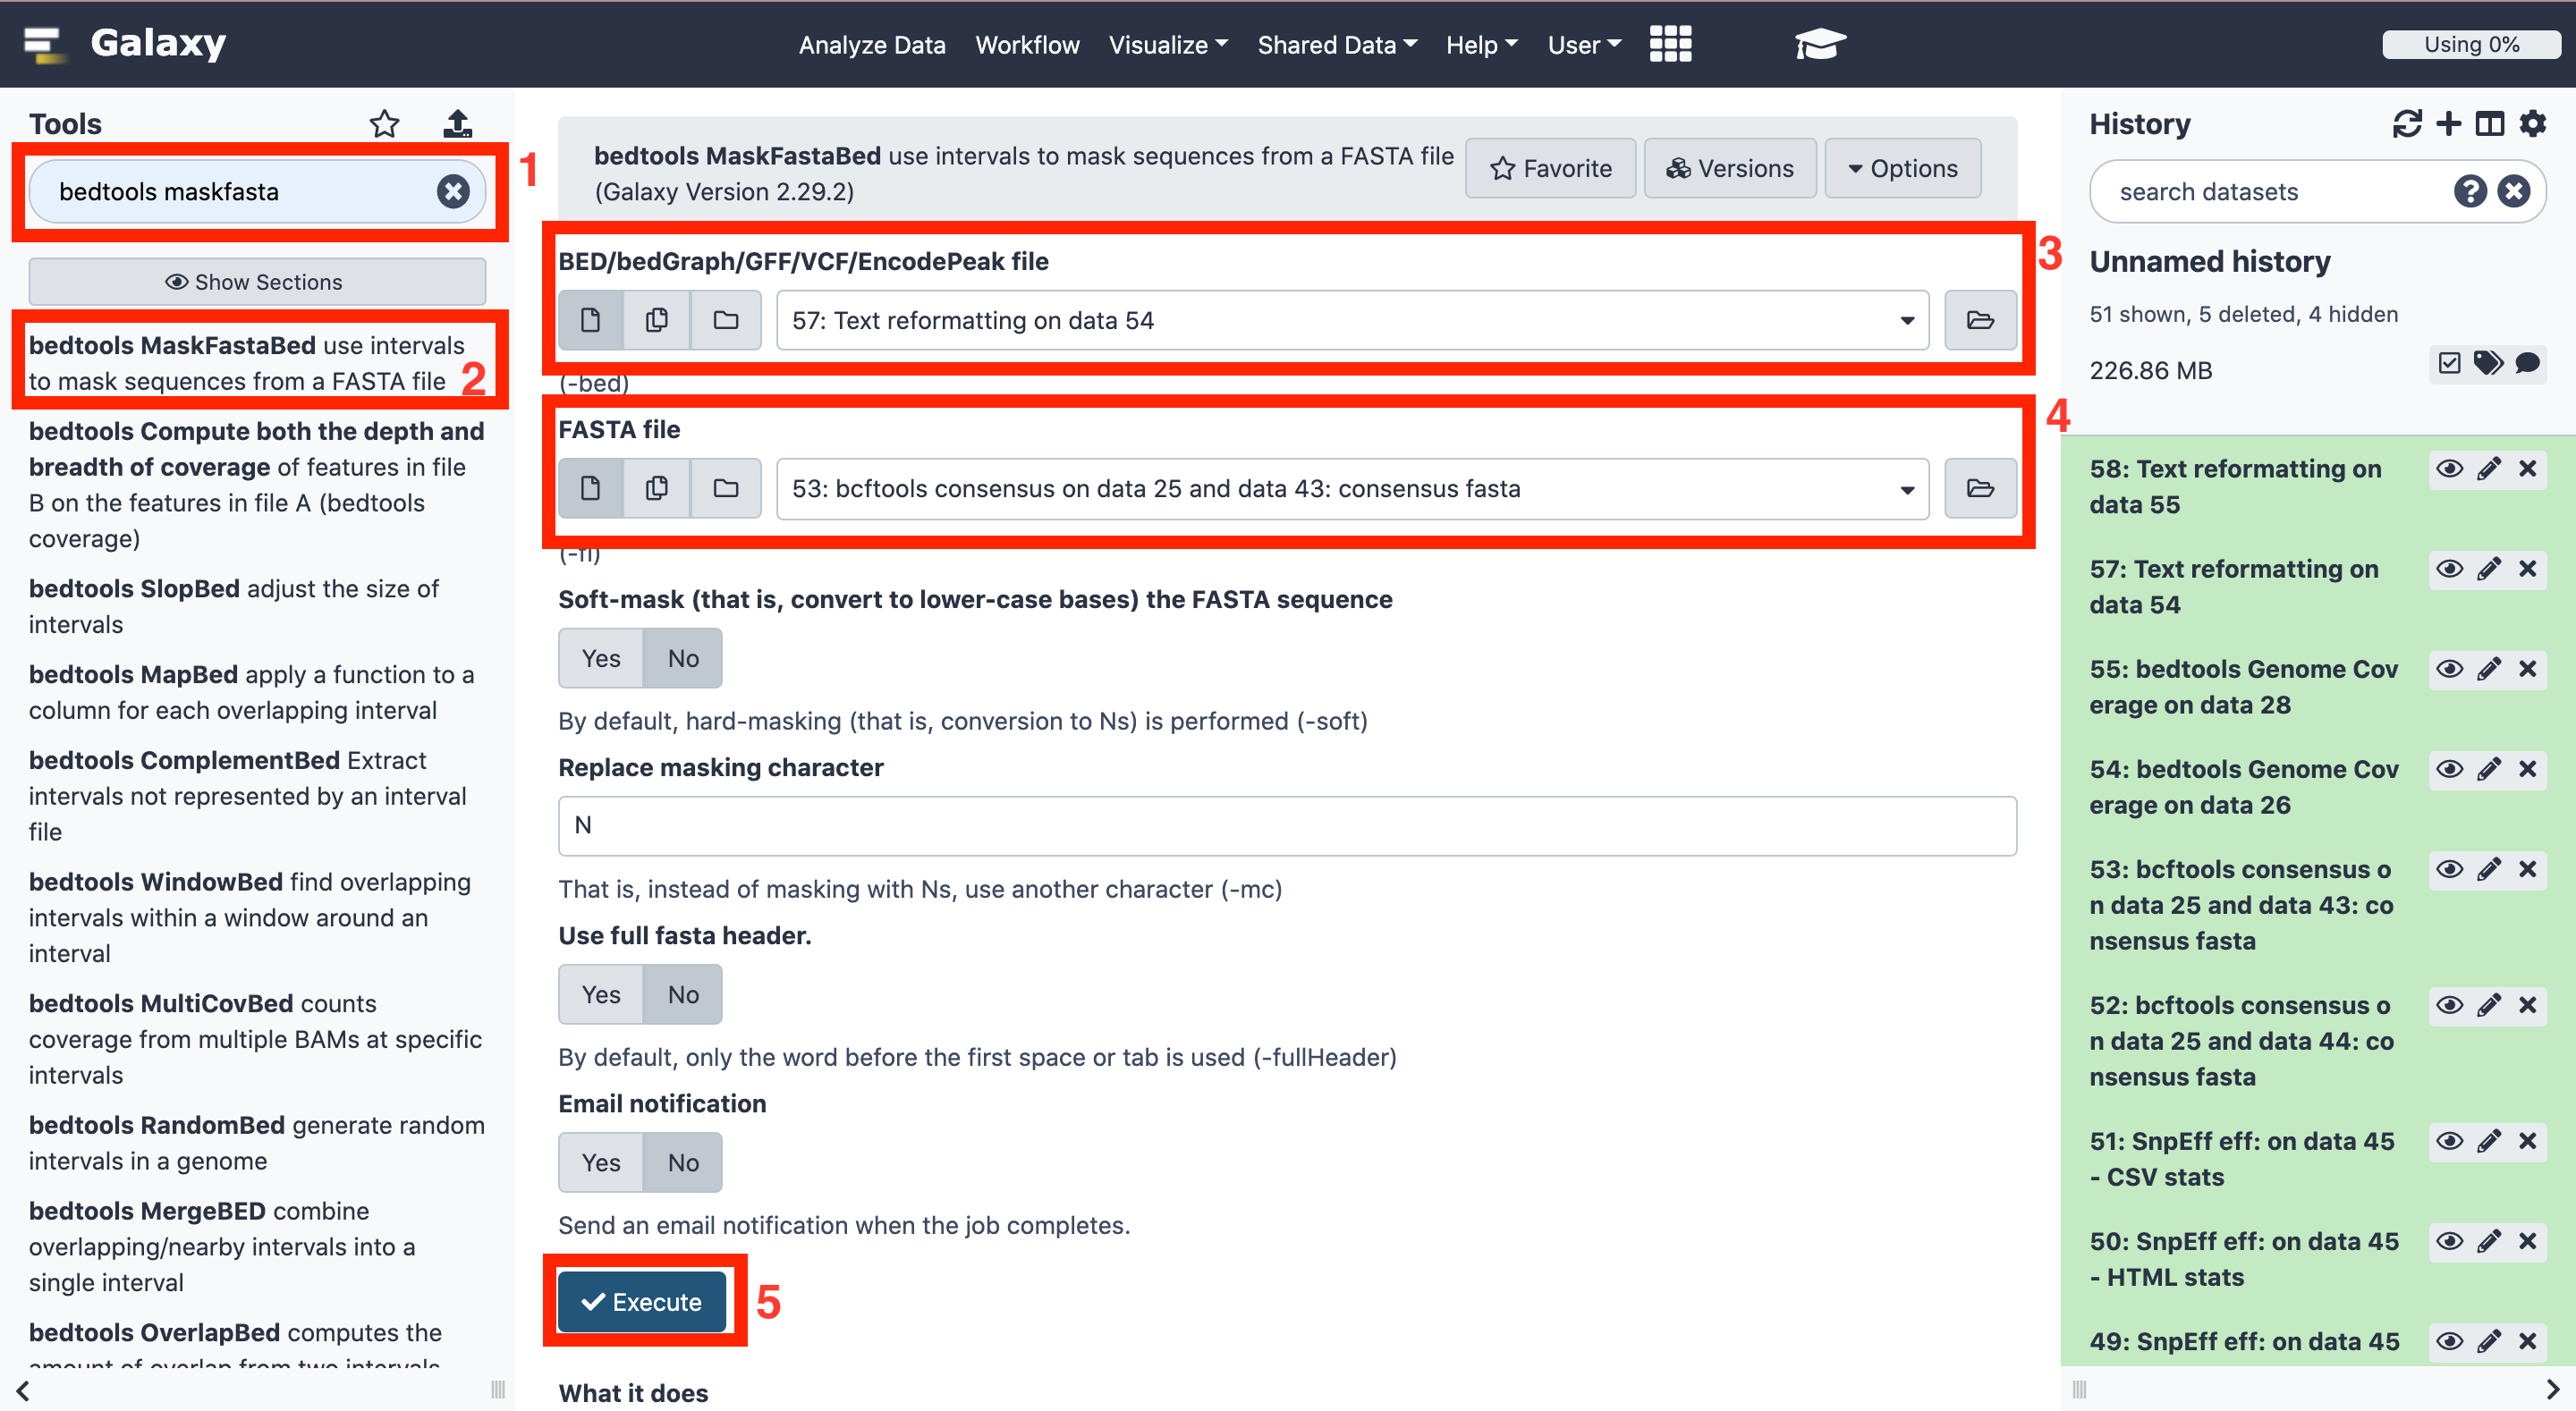 Galaxy
Analyze Data
Workflow
Visualize
Shared Data
Help
User
Using 0%
Tools
1
bedtools maskfasta
Show Sections
bedtools MaskFastaBed use intervals
to mask sequences from a FASTA file
2
bedtools Compute both the depth and
breadth of coverage of features in file
B on the features in file A (bedtools
coverage)
bedtools SlopBed adjust the size of
intervals
bedtools MapBed apply a function to a
column for each overlapping interval
bedtools ComplementBed Extract
intervals not represented by an interval
file
bedtools WindowBed find overlapping
intervals within a window around an
interval
bedtools MultiCovBed counts
coverage from multiple BAMs at specific
intervals
bedtools RandomBed generate random
intervals in a genome
bedtools MergeBED combine
overlapping/nearby intervals into a
single interval
bedtools OverlapBed computes the
amount of overlap from two intervals
bedtools MaskFastaBed use intervals to mask sequences from a FASTA file
(Galaxy Version 2.29.2)
Favorite
Versions
Options
BED/bedGraph/GFF/VCF/EncodePeak file
3
57: Text reformatting on data 54
(-bed)
4
FASTA file
53: bcftools consensus on data 25 and data 43: consensus fasta
(-fi)
Soft-mask (that is, convert to lower-case bases) the FASTA sequence
Yes No
By default, hard-masking (that is, conversion to Ns) is performed (-soft)
Replace masking character
N
That is, instead of masking with Ns, use another character (-mc)
Use full fasta header.
Yes No
By default, only the word before the first space or tab is used (-fullHeader)
Email notification
Yes No
Send an email notification when the job completes.
Execute
5
What it does
History
search datasets
Unnamed history
51 shown, 5 deleted, 4 hidden
226.86 MB
58: Text reformatting on
data 55
57: Text reformatting on
data 54
55: bedtools Genome Cov
erage on data 28
54: bedtools Genome Cov
erage on data 26
53: bcftools consensus o
n data 25 and data 43: co
nsensus fasta
52: bcftools consensus o
n data 25 and data 44: co
nsensus fasta
51: SnpEff eff: on data 45
- CSV stats
50: SnpEff eff: on data 45
- HTML stats
49: SnpEff eff: on data 45